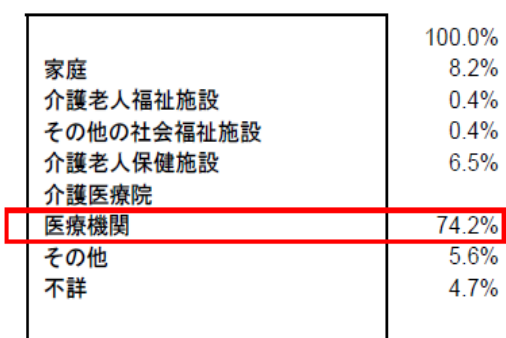 100.0%
家庭 8.2%
介護老人福祉施設 0.4%
その他の社会福祉施設 0.4%
介護老人保健施設 6.5%
介護医療院
医療機関 74.2%
その他 5.6%
不詳 4.7%